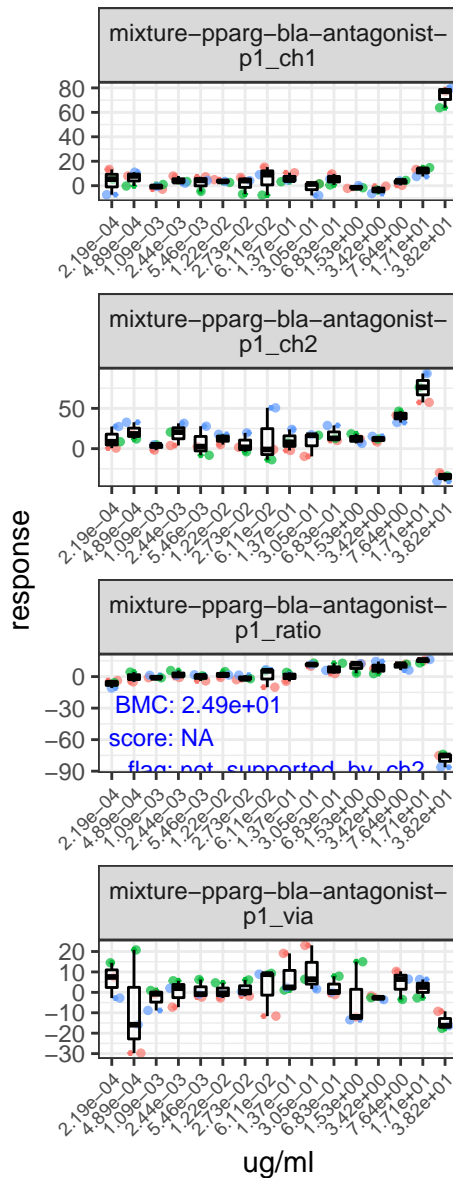 mixture−pparg−bla−antagonist−
p1_ch1
80
60
40
20
0
2.19e−04
4.89e−04
1.09e−03
2.44e−03
5.46e−03
1.22e−02
2.73e−02
6.11e−02
1.37e−01
3.05e−01
6.83e−01
1.53e+00
3.42e+00
7.64e+00
1.71e+01
3.82e+01
mixture−pparg−bla−antagonist−
p1_ch2
50
0
2.19e−04
4.89e−04
1.09e−03
2.44e−03
5.46e−03
1.22e−02
2.73e−02
6.11e−02
1.37e−01
3.05e−01
6.83e−01
1.53e+00
3.42e+00
7.64e+00
1.71e+01
3.82e+01
response
mixture−pparg−bla−antagonist−
p1_ratio
0
−30
−60
−90
BMC: 2.49e+01
score: NA
flag: not_supported_by_ch2
2.19e−04
4.89e−04
1.09e−03
2.44e−03
5.46e−03
1.22e−02
2.73e−02
6.11e−02
1.37e−01
3.05e−01
6.83e−01
1.53e+00
3.42e+00
7.64e+00
1.71e+01
3.82e+01
mixture−pparg−bla−antagonist−
p1_via
20
10
0
−10
−20
−30
2.19e−04
4.89e−04
1.09e−03
2.44e−03
5.46e−03
1.22e−02
2.73e−02
6.11e−02
1.37e−01
3.05e−01
6.83e−01
1.53e+00
3.42e+00
7.64e+00
1.71e+01
3.82e+01
ug/ml